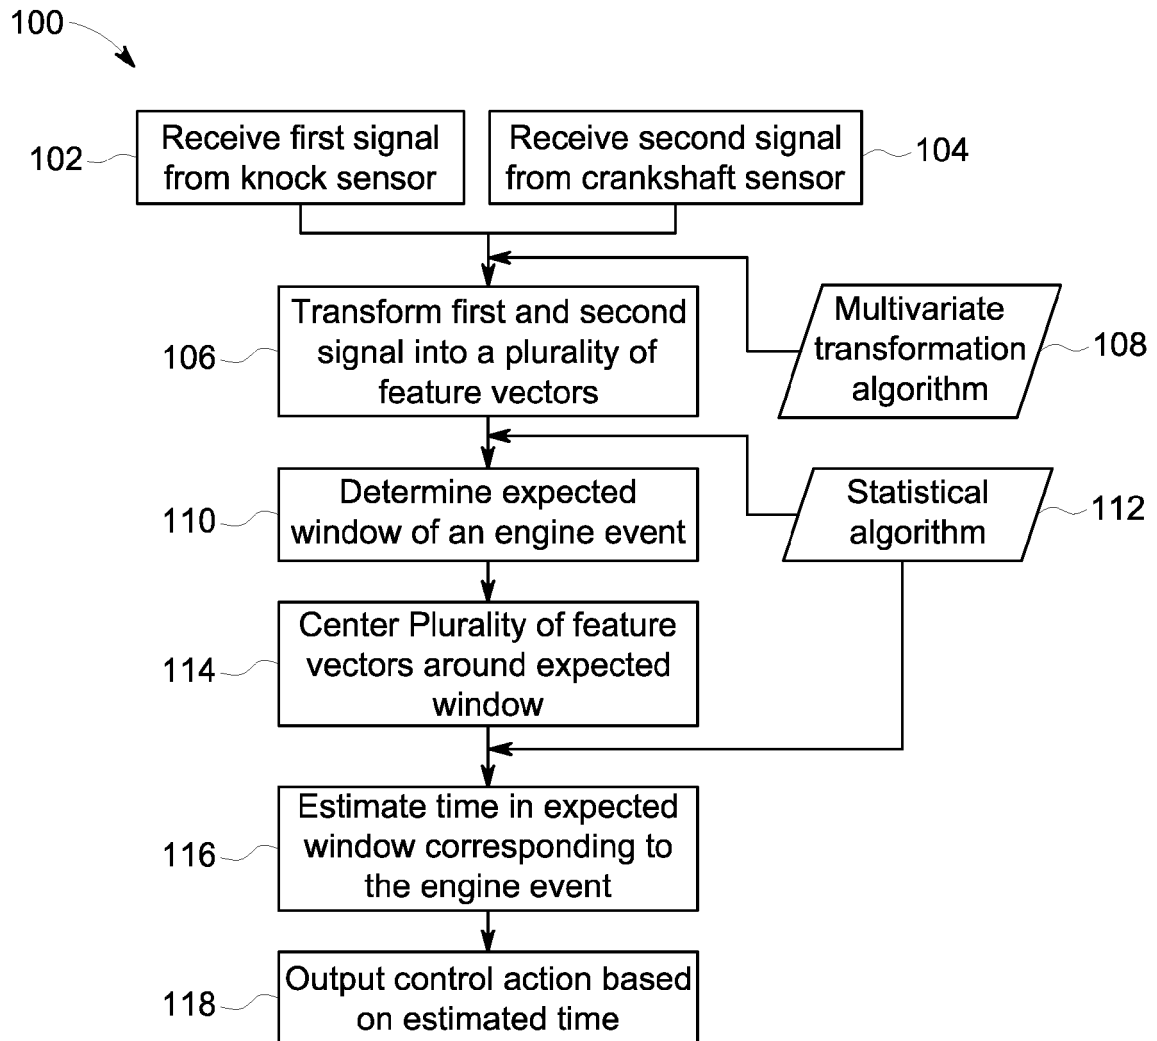 100
Receive first signal
from knock sensor
102
Receive second signal
from crankshaft sensor
104
Transform first and second
signal into a plurality of
feature vectors
106
Multivariate
transformation
algorithm
108
Determine expected
window of an engine event
110
Statistical
algorithm
112
Center Plurality of feature
vectors around expected
window
114
Estimate time in expected
window corresponding to
the engine event
116
Output control action based
on estimated time
118